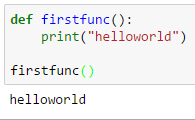 def firstfunc():
    print("helloworld")
firstfunc()
helloworld